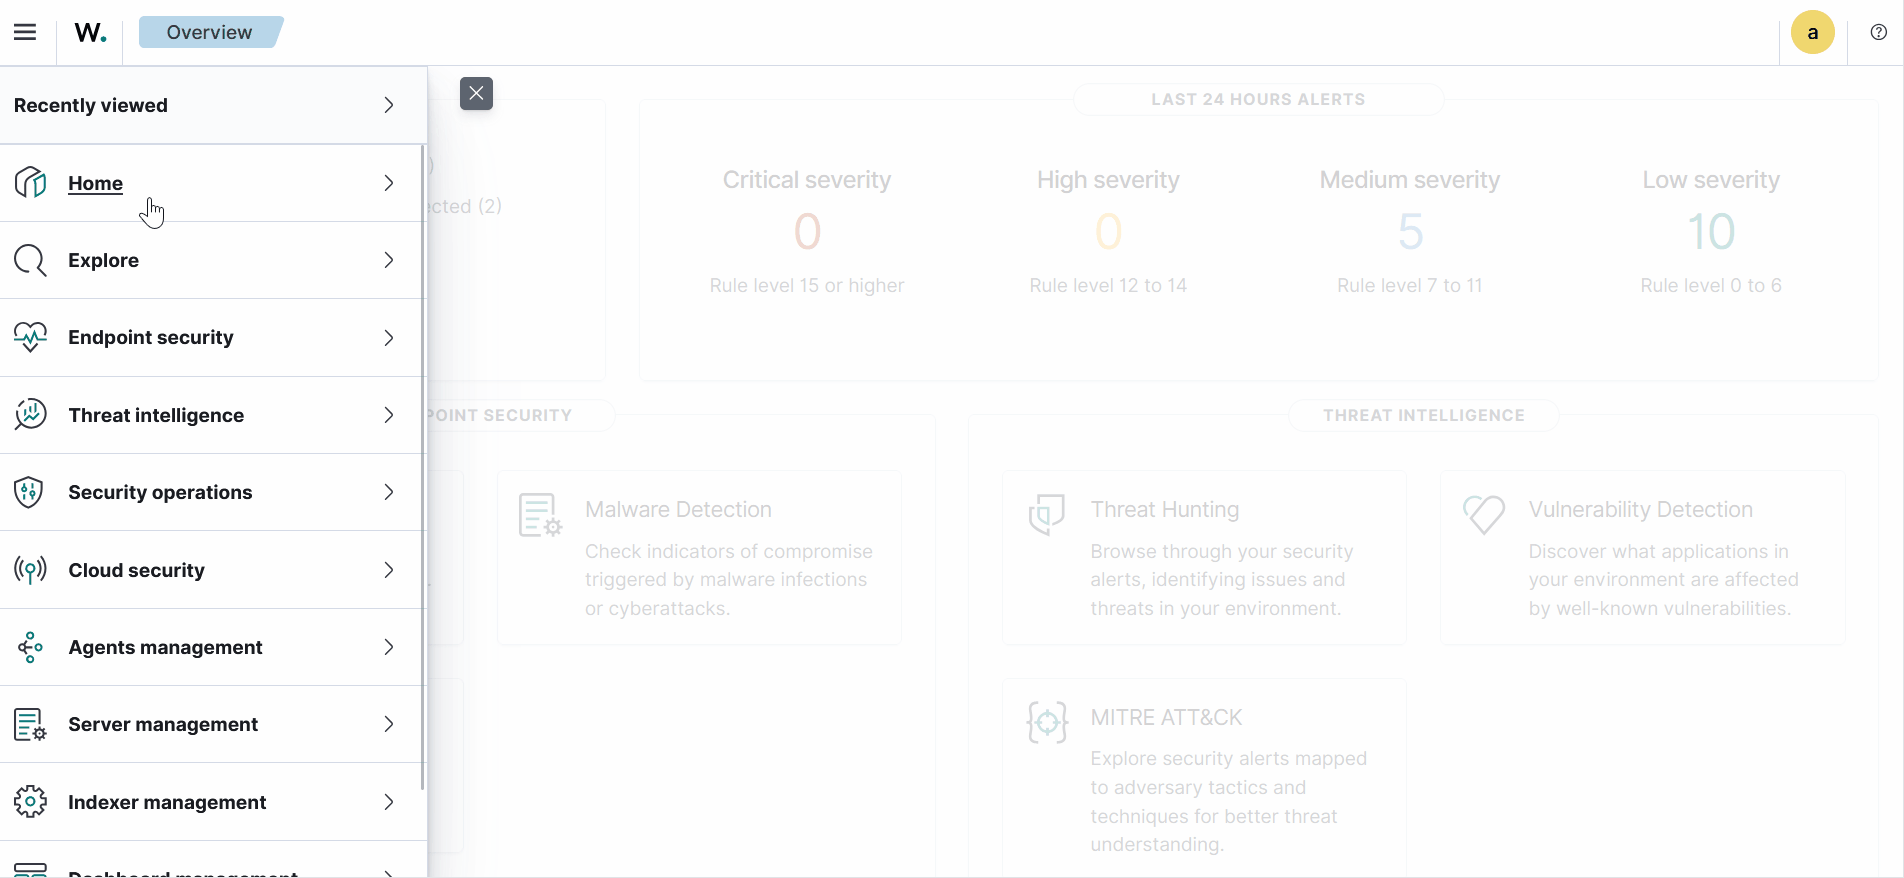 W.
Overview
a
Recently viewed
Home
Explore
Endpoint security
Threat intelligence
Security operations
Cloud security
Agents management
Server management
Indexer management
Dashboard management
(2)
LAST 24 HOURS ALERTS
Critical severity
0
Rule level 15 or higher
High severity
0
Rule level 12 to 14
Medium severity
5
Rule level 7 to 11
Low severity
10
Rule level 0 to 6
SECURITY
Malware Detection
Check indicators of compromise
triggered by malware infections
or cyberattacks.
THREAT INTELLIGENCE
Threat Hunting
Browse through your security
alerts, identifying issues and
threats in your environment.
Vulnerability Detection
Discover what applications in
your environment are affected
by well-known vulnerabilities.
MITRE ATT&CK
Explore security alerts mapped
to adversary tactics and
techniques for better threat
understanding.